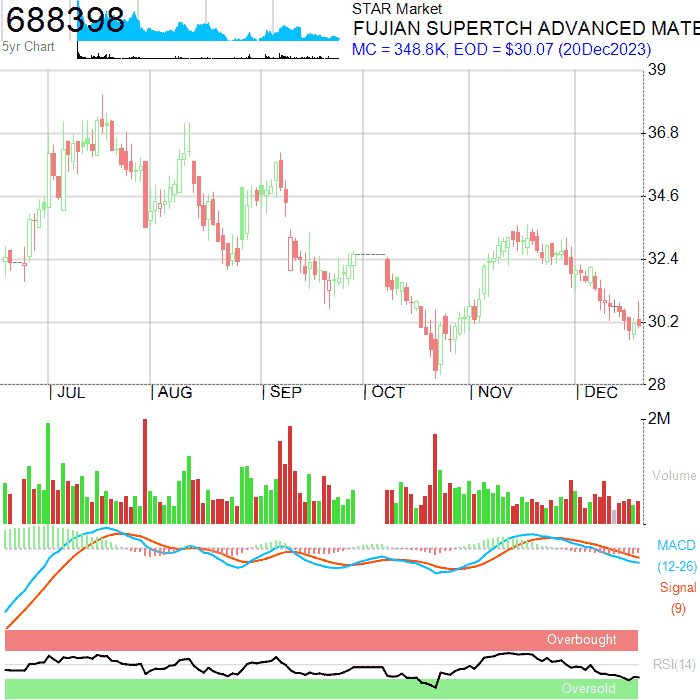 688398
5yr Chart
STAR Market
FUJIAN SUPERTCH ADVANCED MATE
MC = 348.8K, EOD = $30.07 (20Dec2023)
39
36.8
34.6
32.4
30.2
28
JUL AUG SEP OCT NOV DEC
2M
Volume
MACD
(12-26)
Signal
(9)
Overbought
RSI(14)
Oversold